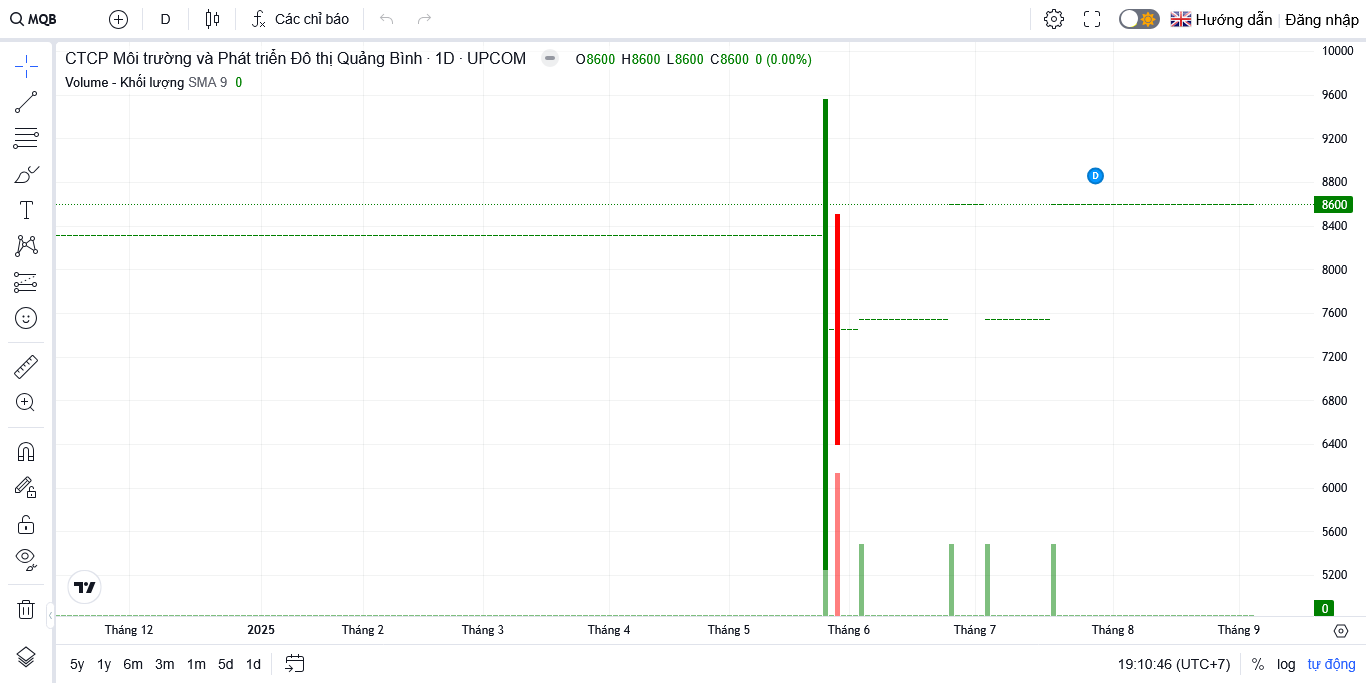 MQB D Các chỉ báo Hướng dẫn Đăng nhập
CTCP Môi trường và Phát triển Đô thị Quảng Bình · 1D · UPCOM O8600 H8600 L8600 C8600 0 (0.00%)
Volume - Khối lượng SMA 9 0
10000
9600
9200
D
8800
8600
8400
8000
7600
7200
6800
6400
6000
5600
5200
0
Tháng 12 2025 Tháng 2 Tháng 3 Tháng 4 Tháng 5 Tháng 6 Tháng 7 Tháng 8 Tháng 9
5y 1y 6m 3m 1m 5d 1d 19:10:46 (UTC+7) % log tự động